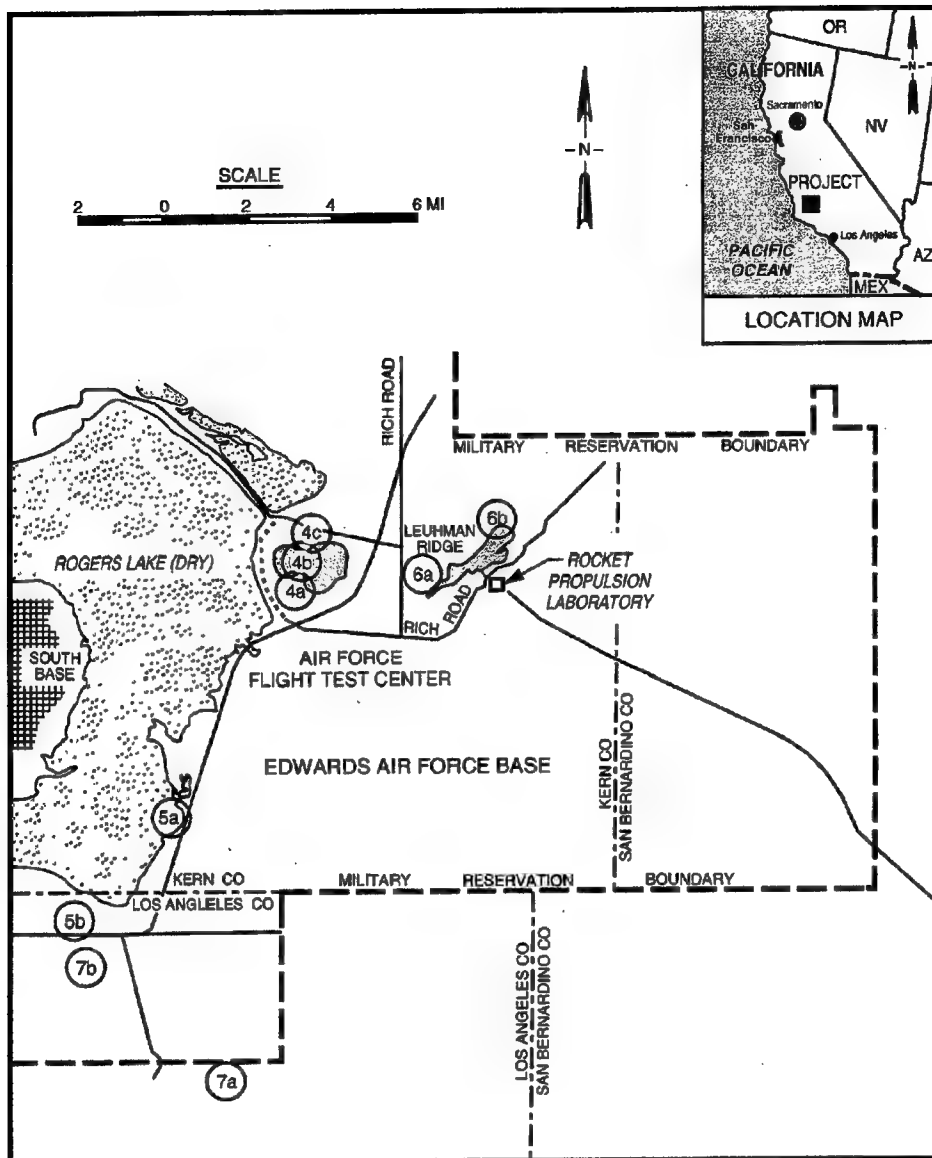 OR
-N-
CALIFORNIA
Sacramento
San
Francisco
NV
PROJECT
Los Angeles
PACIFIC
OCEAN
AZ
MEX
LOCATION MAP
-N-
SCALE
2 0 4 6 MI
RICH ROAD
MILITARY RESERVATION BOUNDARY
4c
6b
LEUHMAN
RIDGE
ROGERS LAKE (DRY)
4b
6a
4a
ROCKET
PROPULSION
LABORATORY
RICH ROAD
SOUTH
BASE
AIR FORCE
FLIGHT TEST CENTER
EDWARDS AIR FORCE BASE
KERN CO
SAN BERNARDINO CO
5a
KERN CO MILITARY RESERVATION BOUNDARY
LOS ANGLELES CO
5b
7b
LOS ANGELES CO
SAN BERNARDINO CO
7a